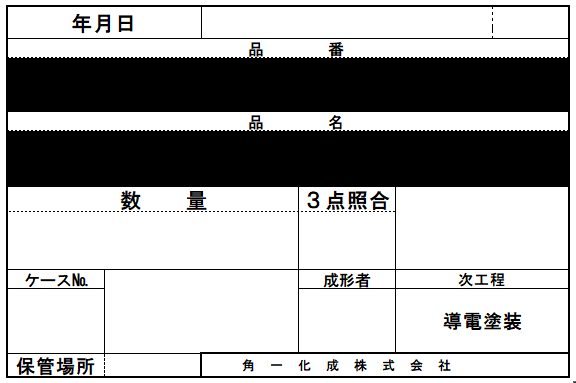 年月日
品 番
品 名
数 量 3点照合
ケース№ 成形者 次工程
導電塗装
保管場所 角一化成株式会社